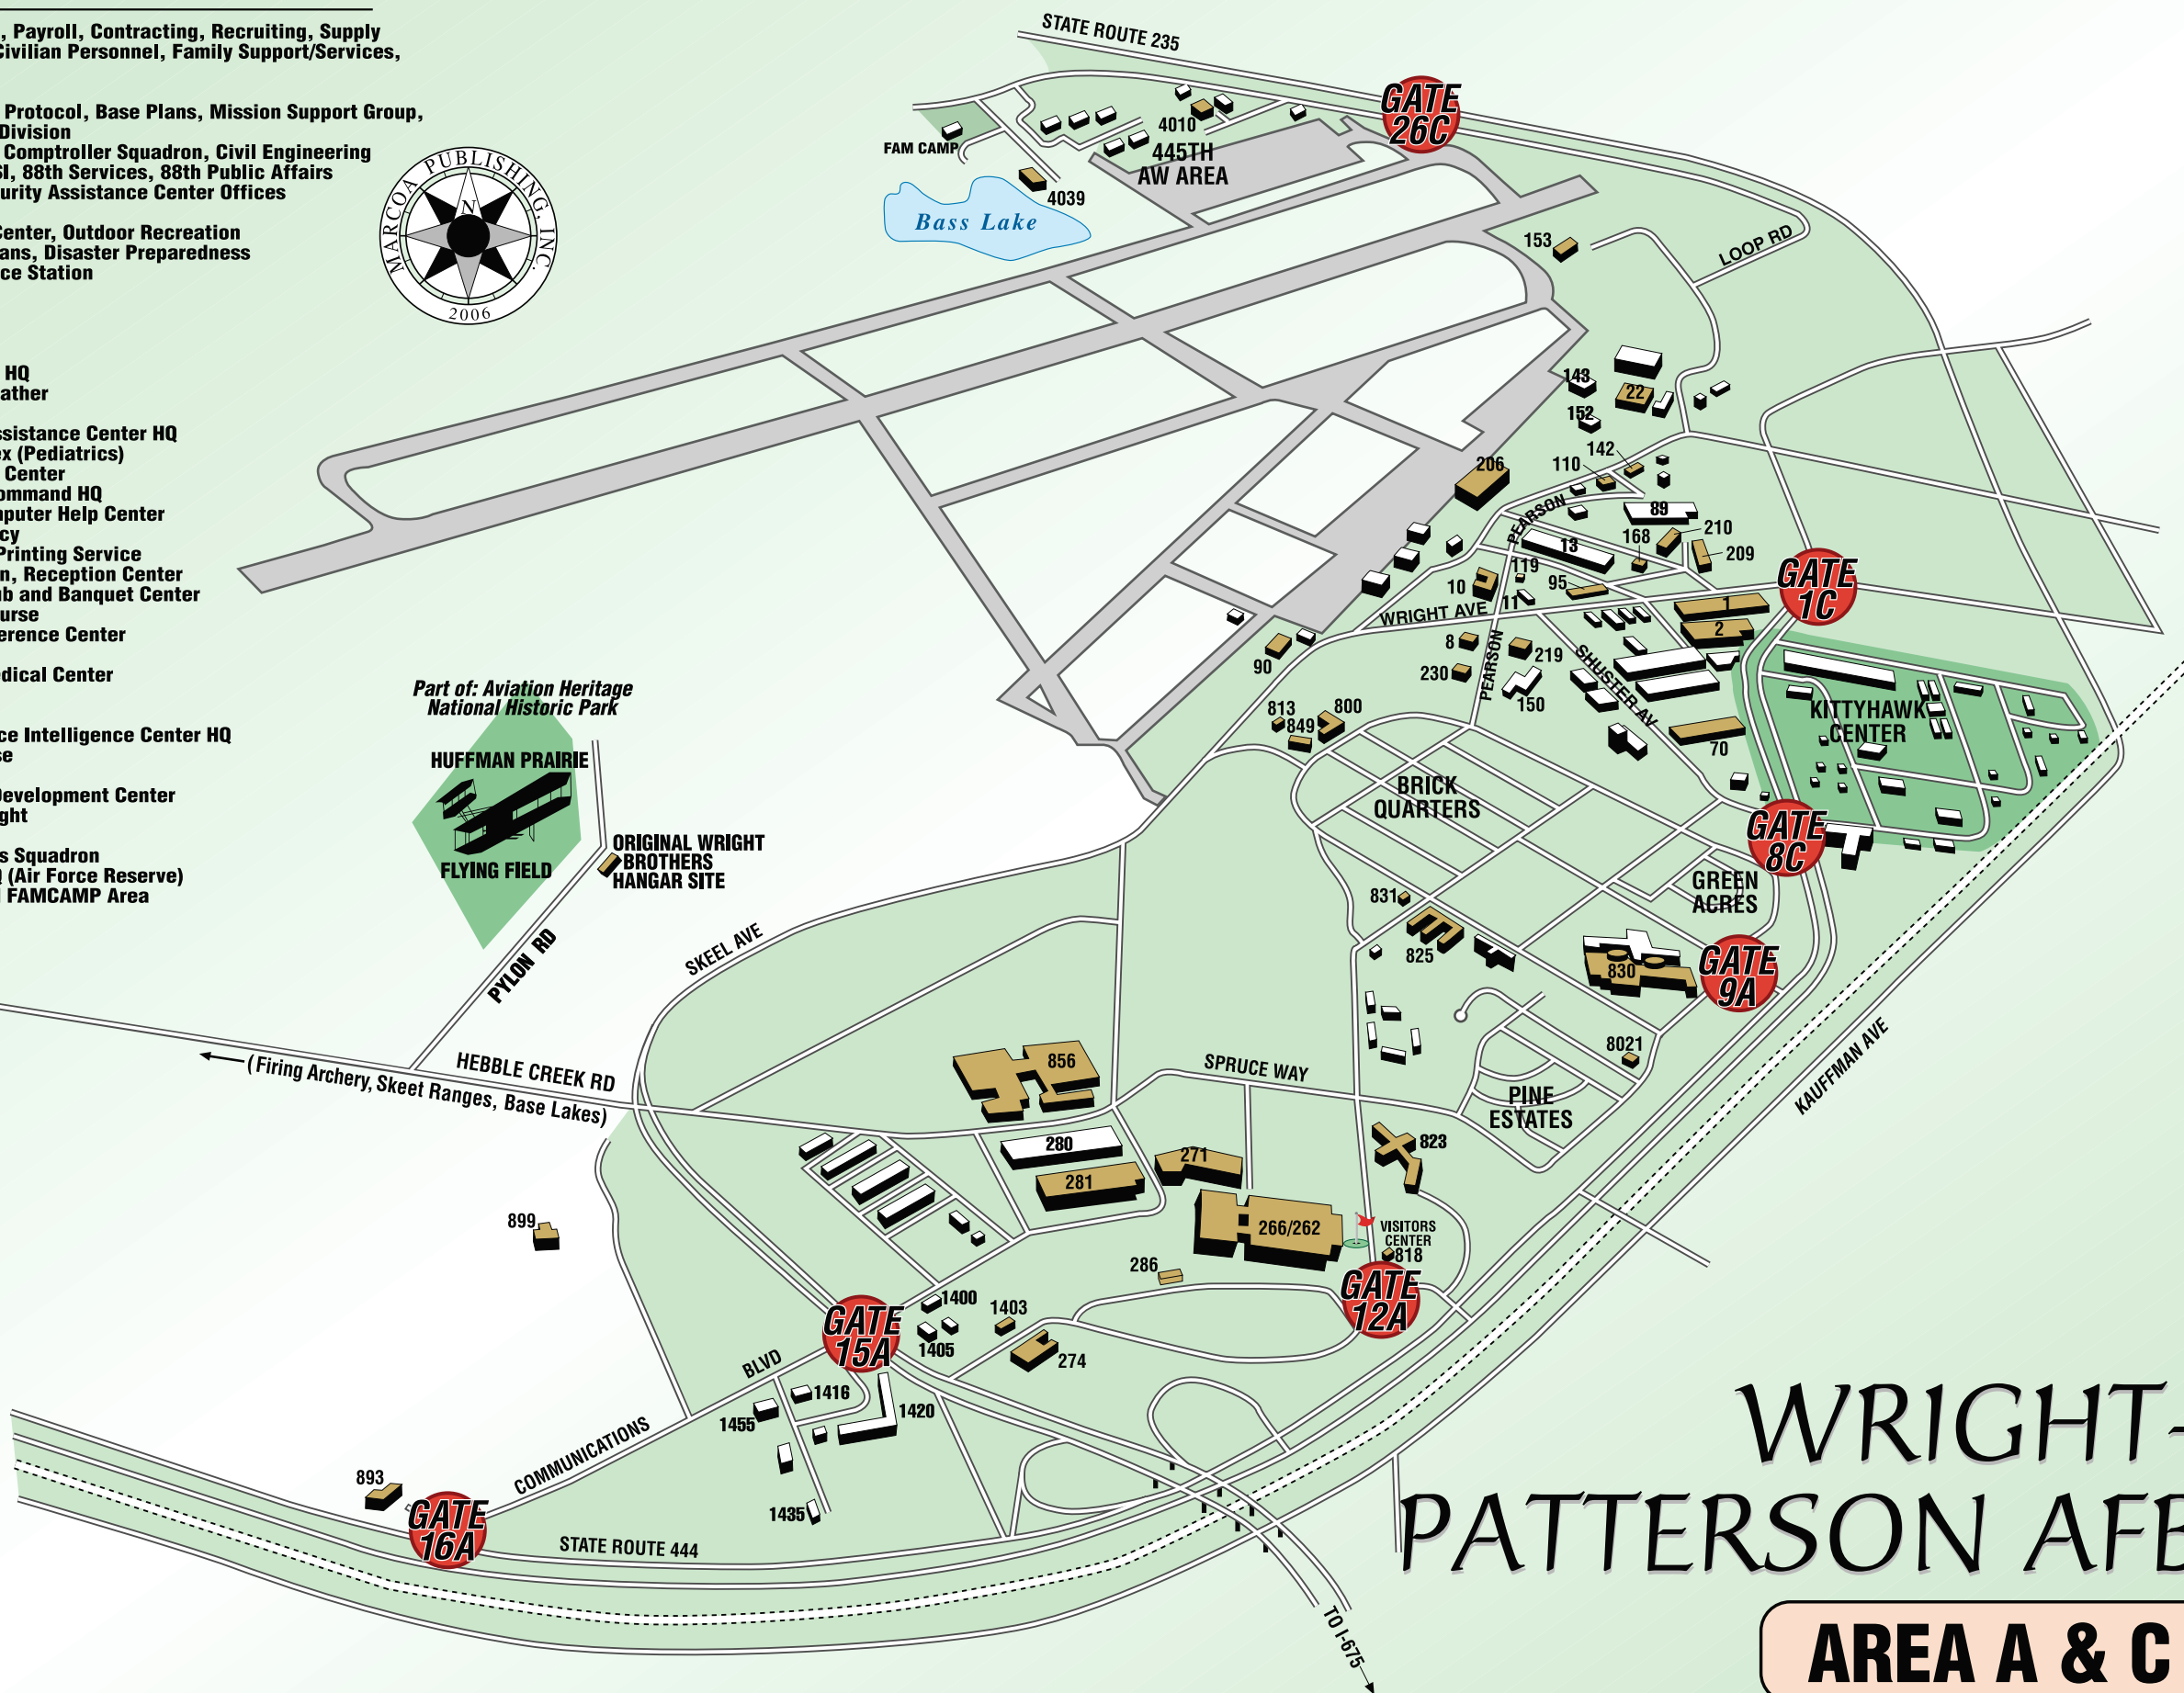 , Payroll, Contracting, Recruiting, Supply
Civilian Personnel, Family Support/Services,
Protocol, Base Plans, Mission Support Group,
Division
Comptroller Squadron, Civil Engineering
SI, 88th Services, 88th Public Affairs
urity Assistance Center Offices
Center, Outdoor Recreation
ans, Disaster Preparedness
ce Station
HQ
ather
ssistance Center HQ
ex (Pediatrics)
Center
ommand HQ
mputer Help Center
cy
Printing Service
n, Reception Center
ub and Banquet Center
urse
erence Center
dical Center
ce Intelligence Center HQ
se
Development Center
ght
s Squadron
Q (Air Force Reserve)
FAMCAMP Area
MARCOA PUBLISHING, INC.
N
2006
STATE ROUTE 235
GATE
26C
FAM CAMP
4010
445TH
AW AREA
4039
Bass Lake
153
LOOP RD
143
22
152
142
110
206
PEARSON
89
210
168
209
13
119
10
95
11
GATE
1C
WRIGHT AVE
1
2
8
PEARSON
219
230
150
SHUSTER AV
90
813
849
800
70
KITTYHAWK
CENTER
BRICK
QUARTERS
GATE
8C
GREEN
ACRES
831
825
830
GATE
9A
8021
PINE
ESTATES
KAUFFMAN AVE
Part of: Aviation Heritage
National Historic Park
HUFFMAN PRAIRIE
FLYING FIELD
ORIGINAL WRIGHT
BROTHERS
HANGAR SITE
PYLON RD
SKEEL AVE
HEBBLE CREEK RD
(Firing Archery, Skeet Ranges, Base Lakes)
856
SPRUCE WAY
280
281
271
823
266/262
VISITORS
CENTER
818
286
GATE
12A
899
1400
1403
1405
274
GATE
15A
COMMUNICATIONS BLVD
1416
1455
1420
1435
893
GATE
16A
STATE ROUTE 444
TO I-675
WRIGHT-
PATTERSON AFB
AREA A & C